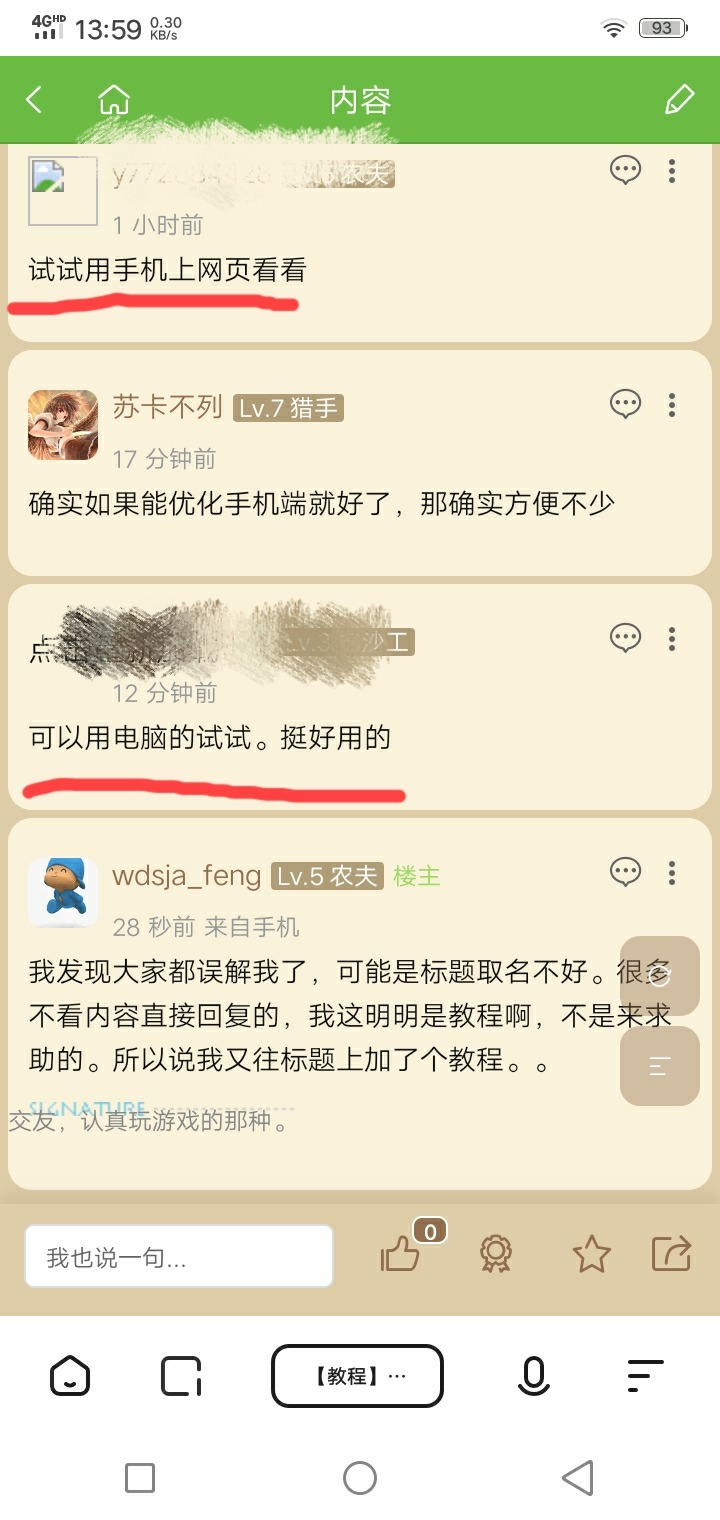 4G HD 13:59 0.30 KB/s 93
内容
农夫
1 小时前
试试用手机上网页看看
苏卡不列 Lv.7 猎手
17 分钟前
确实如果能优化手机端就好了，那确实方便不少
点
沙工
12 分钟前
可以用电脑的试试。挺好用的
wdsja_feng Lv.5 农夫 楼主
28 秒前 来自手机
我发现大家都误解我了，可能是标题取名不好。很多
不看内容直接回复的，我这明明是教程啊，不是来求
助的。所以说我又往标题上加了个教程。。
SIGNATURE
交友，认真玩游戏的那种。
我也说一句...
0
【教程】…